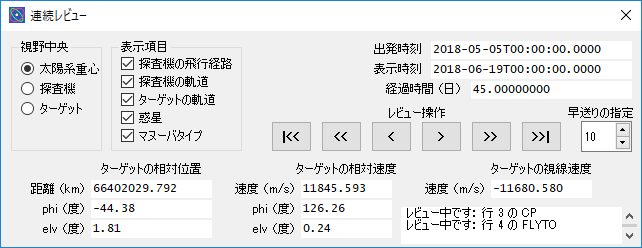 連続レビュー
視野中央
太陽系重心
探査機
ターゲット
表示項目
探査機の飛行経路
探査機の軌道
ターゲットの軌道
惑星
マヌーバタイプ
出発時刻 2018-05-05T00:00:00.0000
表示時刻 2018-06-19T00:00:00.0000
経過時間（日） 45.00000000
レビュー操作
早送りの指定
|<< << < > >> >>|
10
ターゲットの相対位置
距離（km） 66402029.792
phi（度） -44.38
elv（度） 1.81
ターゲットの相対速度
速度（m/s） 11845.593
phi（度） 126.26
elv（度） 0.24
ターゲットの視線速度
速度（m/s） -11680.580
レビュー中です: 行 3 の CP
レビュー中です: 行 4 の FLYTO